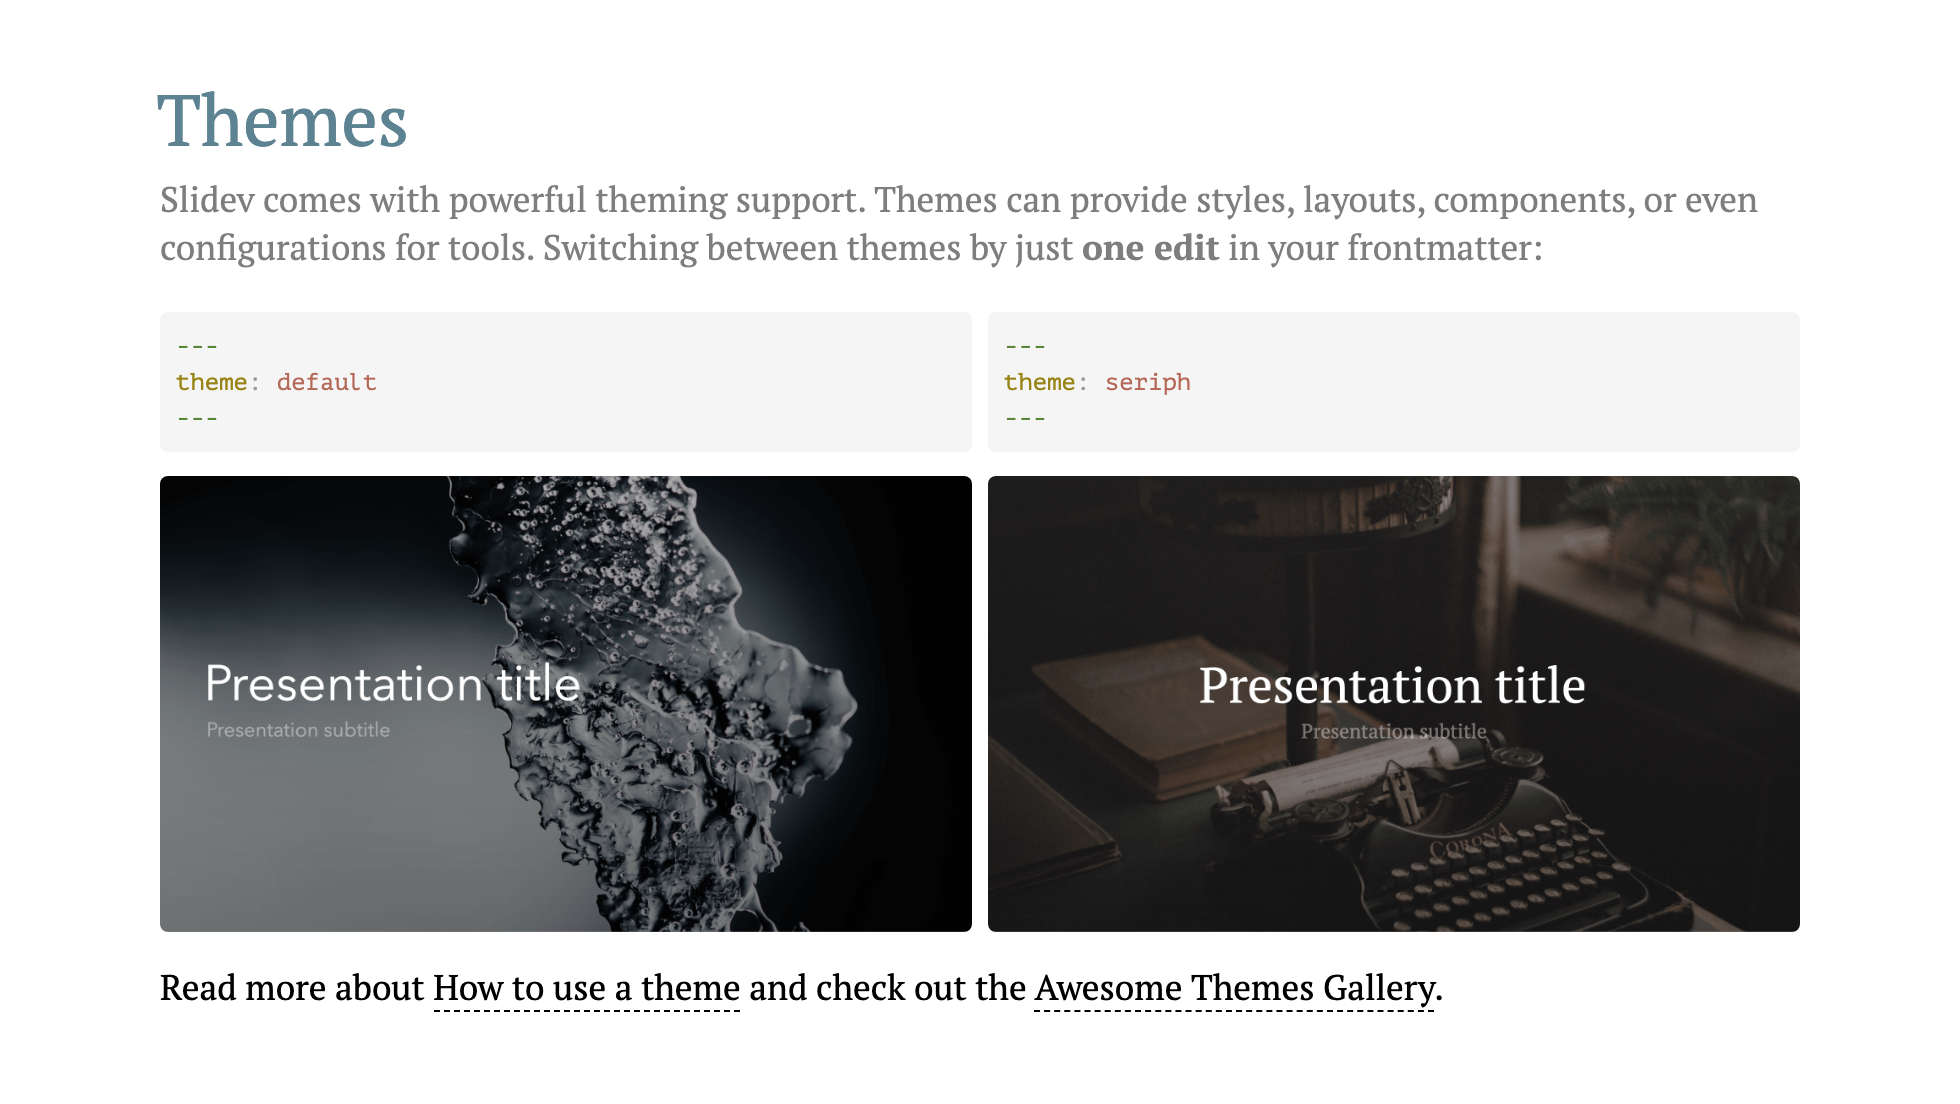 Themes
Slidev comes with powerful theming support. Themes can provide styles, layouts, components, or even
configurations for tools. Switching between themes by just one edit in your frontmatter:
---
theme: default
---
---
theme: seriph
---
Presentation title
Presentation subtitle
Presentation title
Presentation subtitle
CORONA
Read more about How to use a theme and check out the Awesome Themes Gallery.